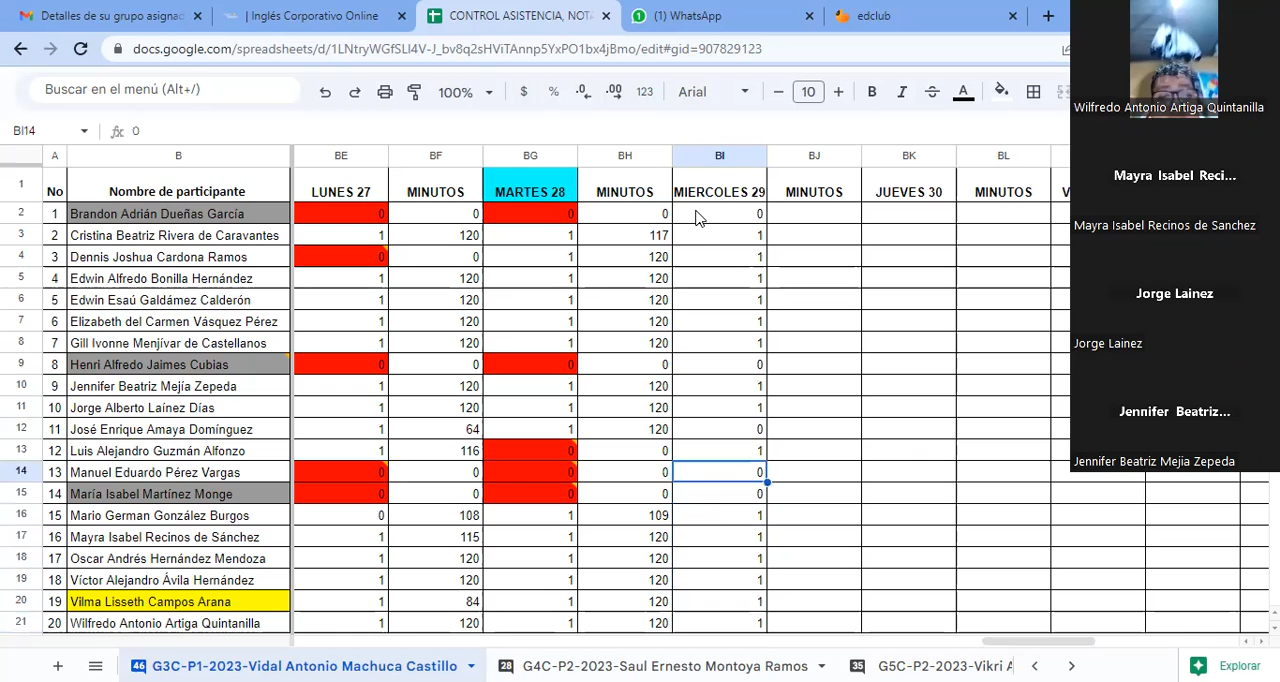 Detalles de su grupo asignad
Inglés Corporativo Online
CONTROL ASISTENCIA, NOTA
(1) WhatsApp
edclub
docs.google.com/spreadsheets/d/1LNtryWGfSLl4V-J_bv8q2sHViTAnnp5YxPO1bx4jBmo/edit#gid=907829123
Buscar en el menú (Alt+/)
100%
$ % .0 .00 123
Arial
10
B I A
BI14 fx 0
A B BE BF BG BH BI BJ BK BL
1 No Nombre de participante LUNES 27 MINUTOS MARTES 28 MINUTOS MIERCOLES 29 MINUTOS JUEVES 30 MINUTOS V
2 1 Brandon Adrián Dueñas García 0 0 0 0 0
3 2 Cristina Beatriz Rivera de Caravantes 1 120 1 117 1
4 3 Dennis Joshua Cardona Ramos 0 0 1 120 1
5 4 Edwin Alfredo Bonilla Hernández 1 120 1 120 1
6 5 Edwin Esaú Galdámez Calderón 1 120 1 120 1
7 6 Elizabeth del Carmen Vásquez Pérez 1 120 1 120 1
8 7 Gill Ivonne Menjívar de Castellanos 1 120 1 120 1
9 8 Henri Alfredo Jaimes Cubias 0 0 0 0 0
10 9 Jennifer Beatriz Mejía Zepeda 1 120 1 120 1
11 10 Jorge Alberto Laínez Días 1 120 1 120 1
12 11 José Enrique Amaya Domínguez 1 64 1 120 0
13 12 Luis Alejandro Guzmán Alfonzo 1 116 0 0 1
14 13 Manuel Eduardo Pérez Vargas 0 0 0 0 0
15 14 María Isabel Martínez Monge 0 0 0 0 0
16 15 Mario German González Burgos 0 108 1 109 1
17 16 Mayra Isabel Recinos de Sánchez 1 115 1 120 1
18 17 Oscar Andrés Hernández Mendoza 1 120 1 120 1
19 18 Víctor Alejandro Ávila Hernández 1 120 1 120 1
20 19 Vilma Lisseth Campos Arana 1 84 1 120 1
21 20 Wilfredo Antonio Artiga Quintanilla 1 120 1 120 1
46 G3C-P1-2023-Vidal Antonio Machuca Castillo
28 G4C-P2-2023-Saul Ernesto Montoya Ramos
35 G5C-P2-2023-Vikri A
Explorar
Wilfredo Antonio Artiga Quintanilla
Mayra Isabel Reci...
Mayra Isabel Recinos de Sanchez
Jorge Lainez
Jorge Lainez
Jennifer Beatriz...
Jennifer Beatriz Mejia Zepeda